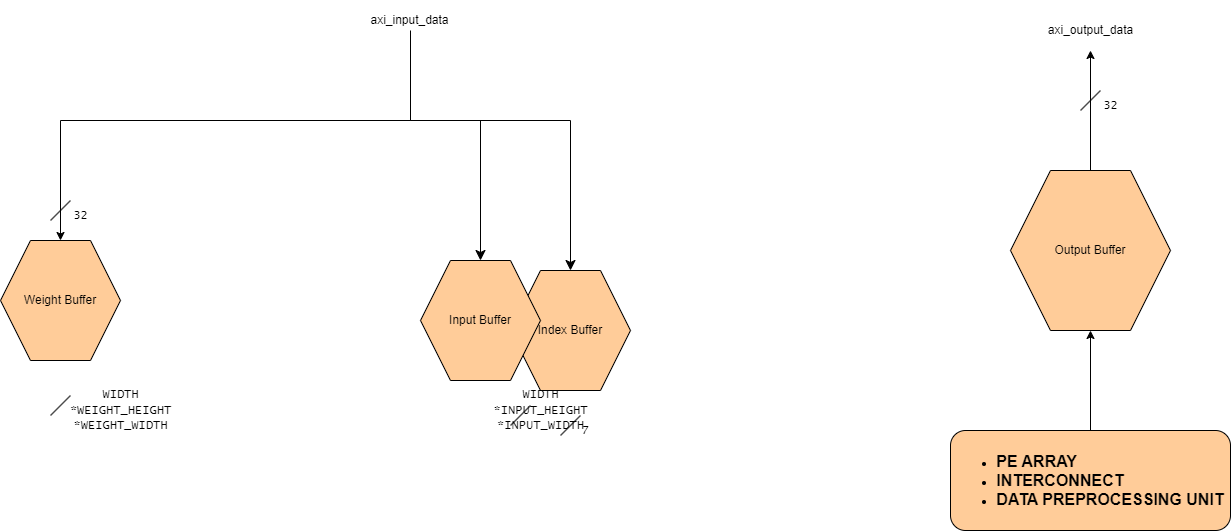 axi_input_data
axi_output_data
32
32
Weight Buffer
Input Buffer
Index Buffer
Output Buffer
WIDTH
*WEIGHT_HEIGHT
*WEIGHT_WIDTH
WIDTH
*INPUT_HEIGHT
*INPUT_WIDTH
7
• PE ARRAY
• INTERCONNECT
• DATA PREPROCESSING UNIT